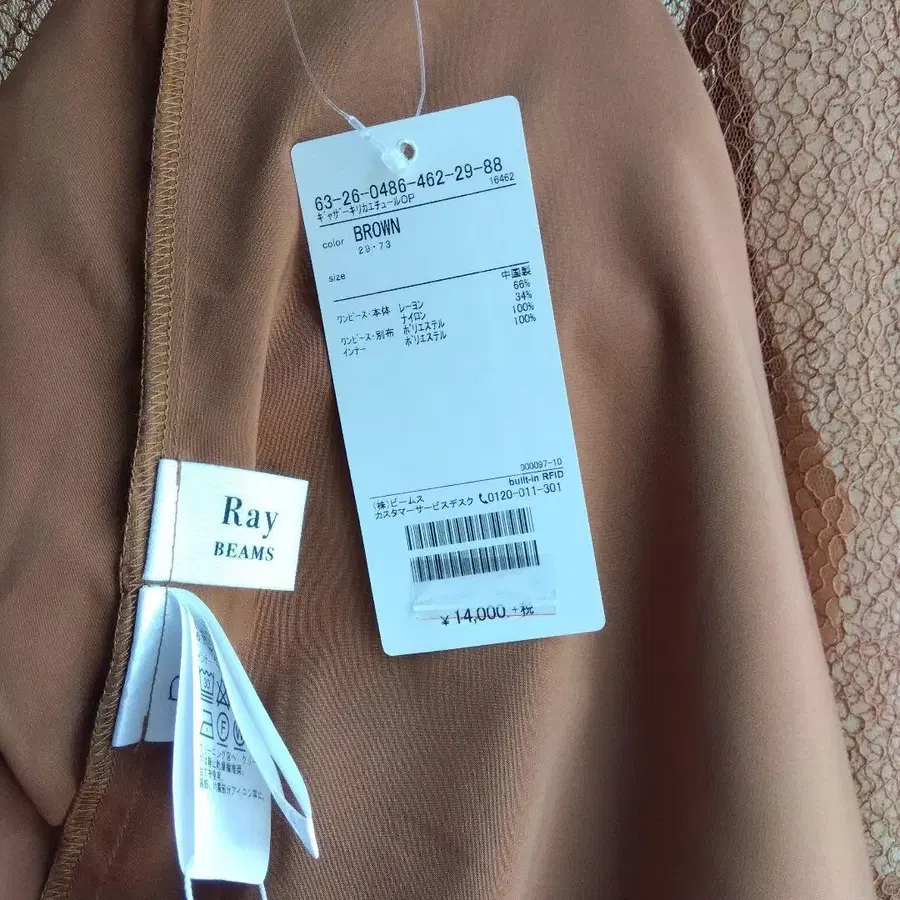 63-26-0486-462-29-88
16462
ギャザーキリカエチュールOP
color BROWN
29・73
size
中国製
ワンピース・本体 レーヨン 66%
ナイロン 34%
ワンピース・別布 ポリエステル 100%
インナー ポリエステル 100%
000097-10
built-in RFID
(株)ビームス
カスタマーサービスデスク 0120-011-301
¥14,000 +税
Ray
BEAMS
30
F
W